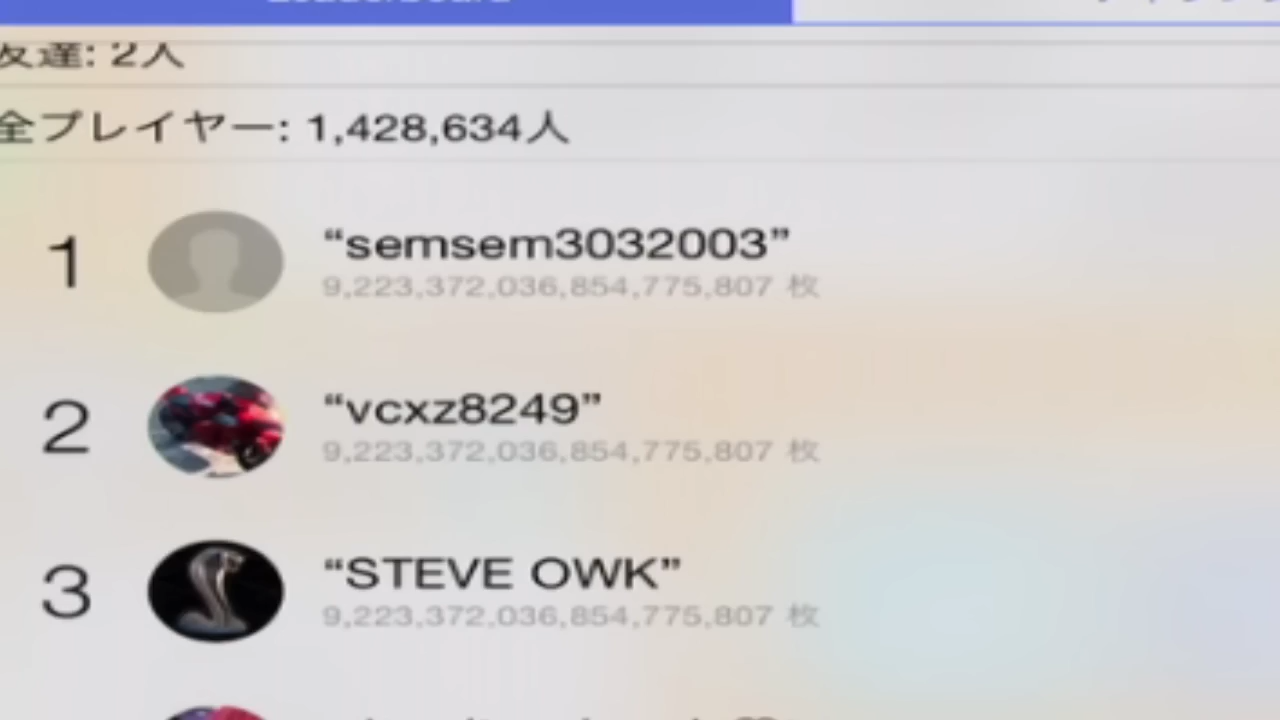 Leaderboard
友達: 2人
全プレイヤー: 1,428,634人
1
“semsem3032003”
9,223,372,036,854,775,807 枚
2
“vcxz8249”
9,223,372,036,854,775,807 枚
3
“STEVE OWK”
9,223,372,036,854,775,807 枚